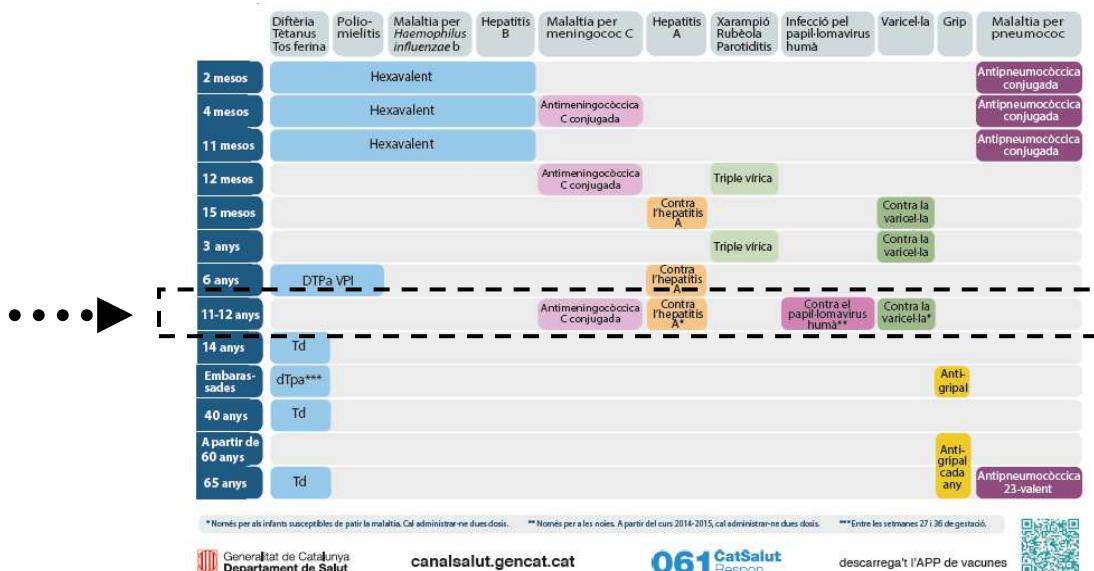 Diftèria
Tètanus
Tos ferina
Polio-
mielitis
Malaltia per
Haemophilus
influenzae b
Hepatitis
B
Malaltia per
meningococ C
Hepatitis
A
Xarampió
Rubèola
Parotiditis
Infecció pel
papil·lomavirus
humà
Varicel·la
Grip
Malaltia per
pneumococ
2 mesos
Hexavalent
Antipneumocòccica
conjugada
4 mesos
Hexavalent
Antimeningocòccica
C conjugada
Antipneumocòccica
conjugada
11 mesos
Hexavalent
Antipneumocòccica
conjugada
12 mesos
Antimeningocòccica
C conjugada
Triple vírica
15 mesos
Contra
l'hepatitis
A
Contra la
varicel·la
3 anys
Triple vírica
Contra la
varicel·la
6 anys
DTPa VPI
Contra
l'hepatitis
A
11-12 anys
Antimeningocòccica
C conjugada
Contra
l'hepatitis
A*
Contra el
papil·lomavirus
humà**
Contra la
varicel·la*
14 anys
Td
Embaras-
sades
dTpa***
Anti-
gripal
40 anys
Td
A partir de
60 anys
Anti-
gripal
cada
any
65 anys
Td
Antipneumocòccica
23-valent
* Només per als infants susceptibles de patir la malaltia. Cal administrar-ne dues dosis.
** Només per a les noies. A partir del curs 2014-2015, cal administrar-ne dues dosis.
*** Entre les setmanes 27 i 36 de gestació.
Generalitat de Catalunya
Departament de Salut
canalsalut.gencat.cat
061 CatSalut
Respon
descarrega't l'APP de vacunes